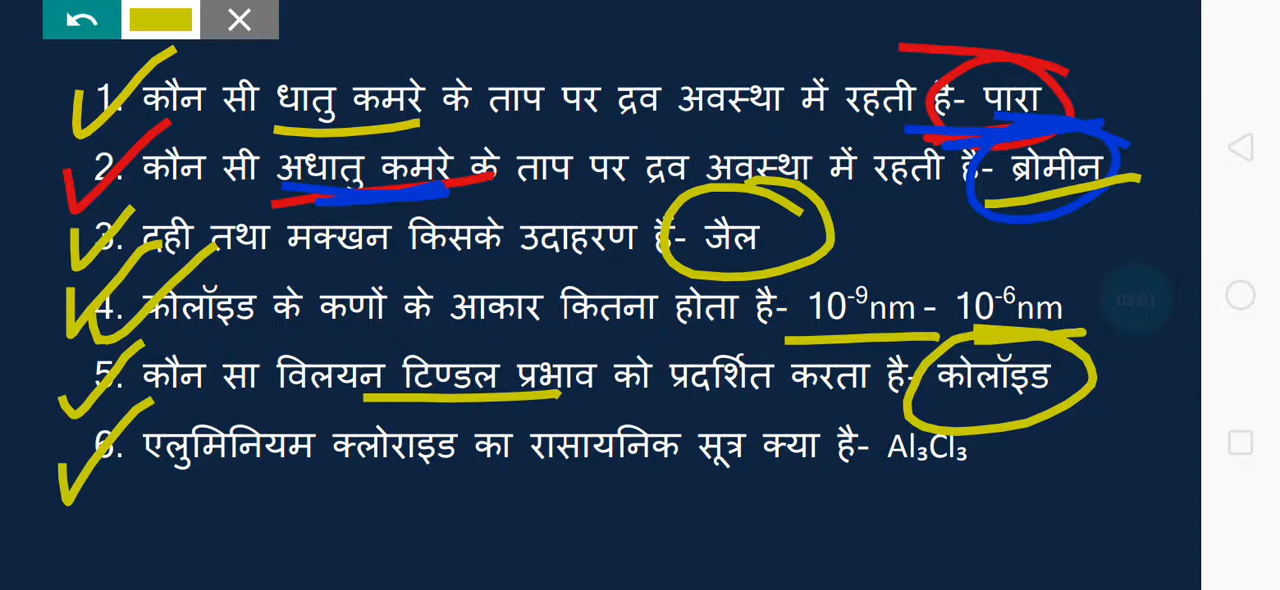 1. कौन सी धातु कमरे के ताप पर द्रव अवस्था में रहती है- पारा
2. कौन सी अधातु कमरे के ताप पर द्रव अवस्था में रहती है- ब्रोमीन
3. दही तथा मक्खन किसके उदाहरण हैं- जैल
4. कोलॉइड के कणों के आकार कितना होता है- 10⁻⁹nm - 10⁻⁶nm
02:01
5. कौन सा विलयन टिण्डल प्रभाव को प्रदर्शित करता है- कोलॉइड
6. एलुमिनियम क्लोराइड का रासायनिक सूत्र क्या है- Al₃Cl₃